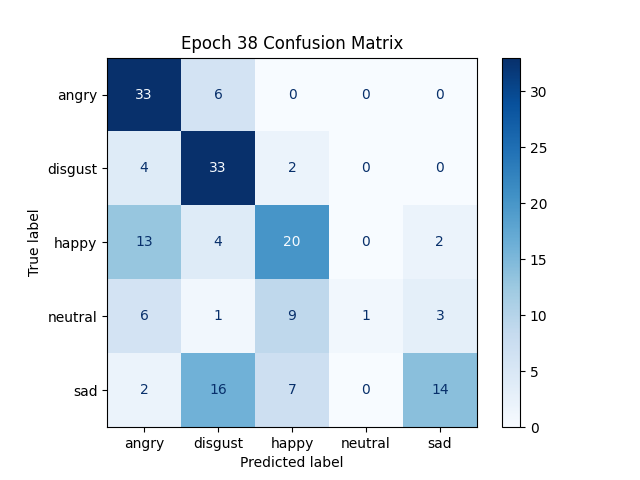 Epoch 38 Confusion Matrix
True label
angry 33 6 0 0 0
disgust 4 33 2 0 0
happy 13 4 20 0 2
neutral 6 1 9 1 3
sad 2 16 7 0 14
angry disgust happy neutral sad
Predicted label
30
25
20
15
10
5
0